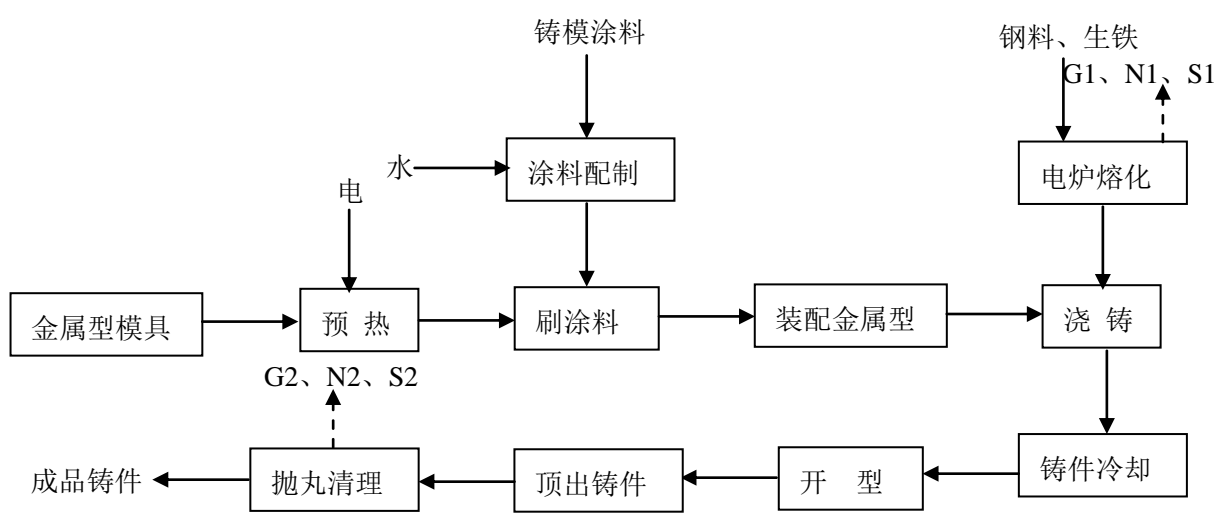 铸模涂料
钢料、生铁
G1、N1、S1
水
涂料配制
电炉熔化
电
金属型模具
预 热
刷涂料
装配金属型
浇 铸
G2、N2、S2
成品铸件
抛丸清理
顶出铸件
开 型
铸件冷却